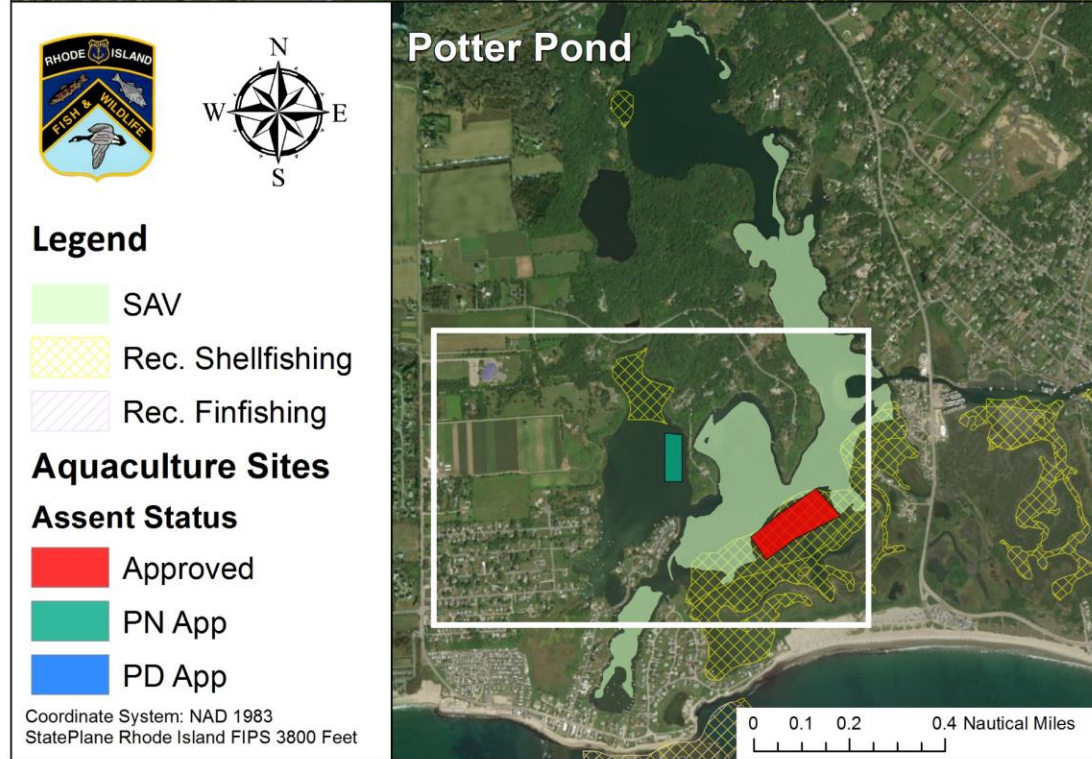 Potter Pond
RHODE ISLAND
HOPE
FISH & WILDLIFE
N
W E
S
Legend
SAV
Rec. Shellfishing
Rec. Finfishing
Aquaculture Sites
Assent Status
Approved
PN App
PD App
Coordinate System: NAD 1983
StatePlane Rhode Island FIPS 3800 Feet
0 0.1 0.2 0.4 Nautical Miles